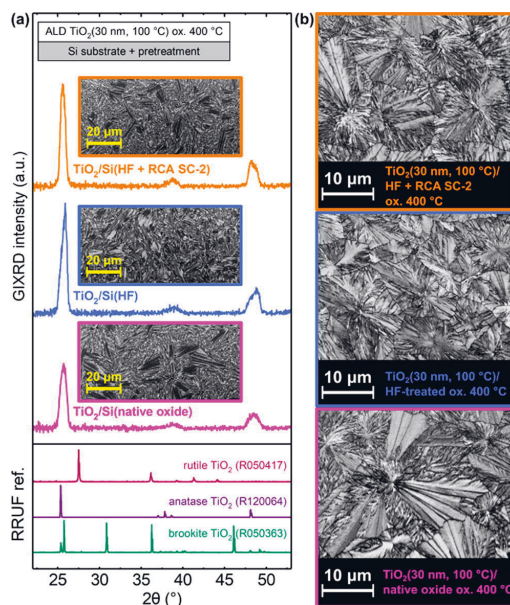 (a)
ALD TiO₂(30 nm, 100 °C) ox. 400 °C
Si substrate + pretreatment
GIXRD intensity (a.u.)
20 µm
TiO₂/Si(HF + RCA SC-2)
20 µm
TiO₂/Si(HF)
20 µm
TiO₂/Si(native oxide)
RRUF ref.
rutile TiO₂ (R050417)
anatase TiO₂ (R120064)
brookite TiO₂ (R050363)
25 30 35 40 45 50
2θ (°)
(b)
10 µm
TiO₂(30 nm, 100 °C)/
HF + RCA SC-2
ox. 400 °C
10 µm
TiO₂(30 nm, 100 °C)/
HF-treated ox. 400 °C
10 µm
TiO₂(30 nm, 100 °C)/
native oxide ox. 400 °C